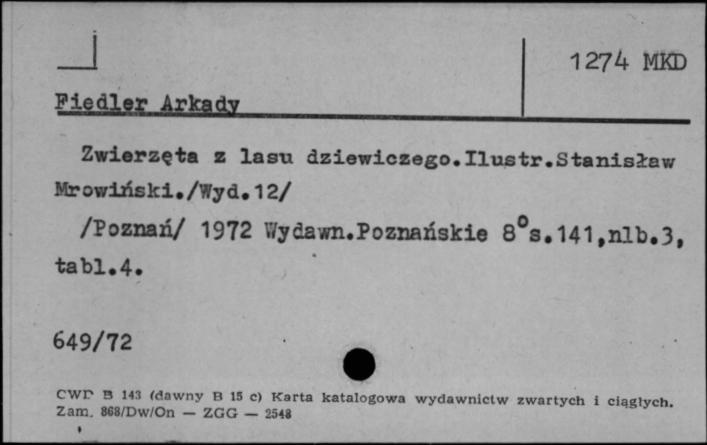 1274 MKD
Fiedler Arkady
Zwierzęta z lasu dziewiczego.Ilustr.Stanisław
Mrowiński./Wyd.12/
/Poznań/ 1972 Wydawn.Poznańskie 8°s.141,nlb.3,
tabl.4.
649/72
CWD B 143 (dawny B 15 c) Karta katalogowa wydawnictw zwartych i ciągłych.
Zam. 868/Dw/On — ZGG — 2548